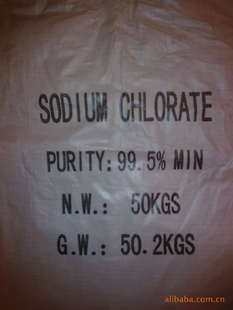 SODIUM CHLORATE
PURITY: 99.5% MIN
N.W.: 50KGS
G.W.: 50.2KGS
alibaba.com.cn